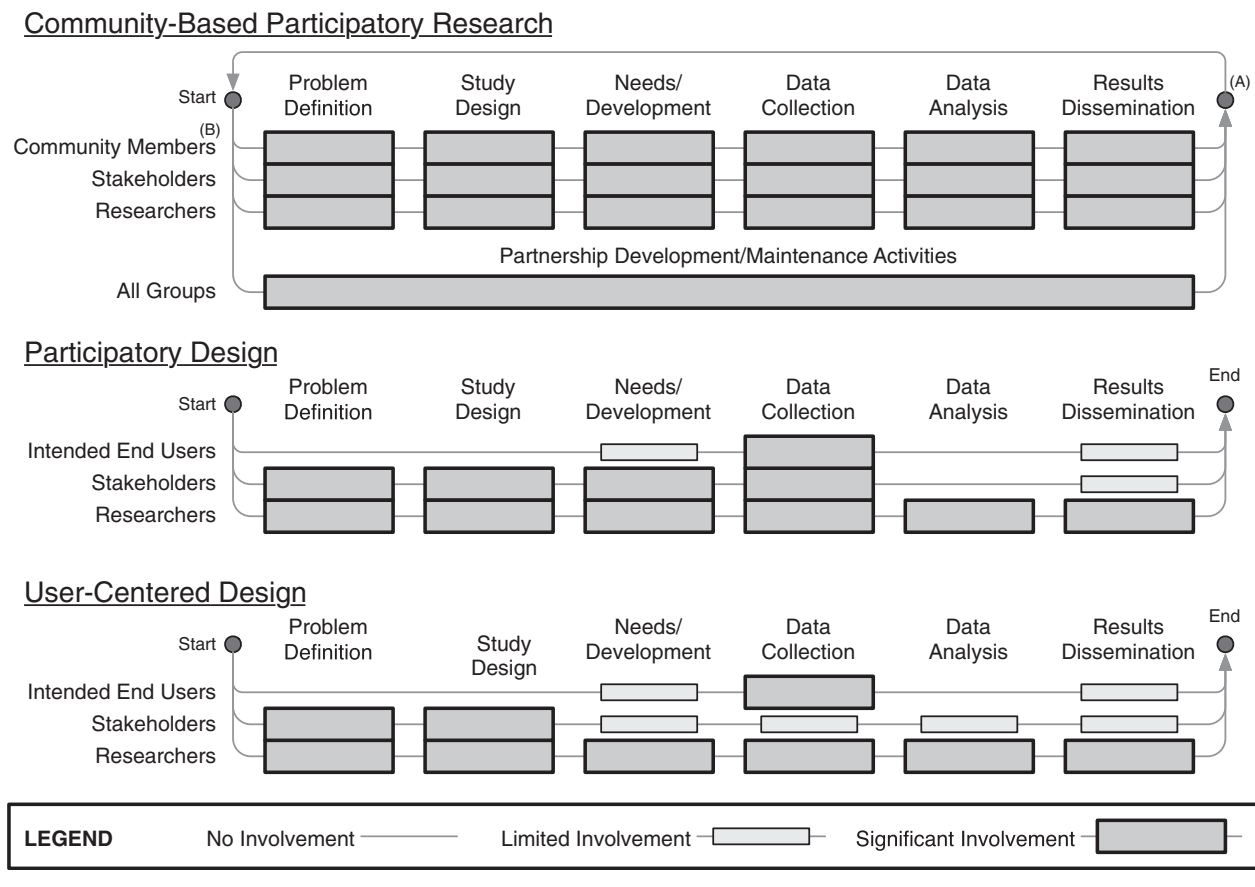 Community-Based Participatory Research
Start
Problem
Definition
Study
Design
Needs/
Development
Data
Collection
Data
Analysis
Results
Dissemination
(A)
(B)
Community Members
Stakeholders
Researchers
Partnership Development/Maintenance Activities
All Groups
Participatory Design
Start
Problem
Definition
Study
Design
Needs/
Development
Data
Collection
Data
Analysis
Results
Dissemination
End
Intended End Users
Stakeholders
Researchers
User-Centered Design
Start
Problem
Definition
Study
Design
Needs/
Development
Data
Collection
Data
Analysis
Results
Dissemination
End
Intended End Users
Stakeholders
Researchers
LEGEND No Involvement Limited Involvement Significant Involvement